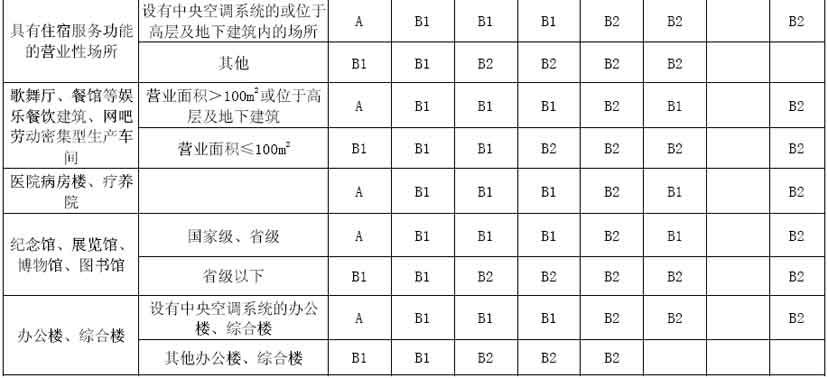 具有住宿服务功能的营业性场所 设有中央空调系统的或位于高层及地下建筑内的场所 A B1 B1 B1 B2 B2 B2
其他 B1 B1 B2 B2 B2 B2
歌舞厅、餐馆等娱乐餐饮建筑、网吧劳动密集型生产车间 营业面积＞100m² 或位于高层及地下建筑 A B1 B1 B1 B2 B1 B2
营业面积≤100m² B1 B1 B1 B2 B2 B2 B2
医院病房楼、疗养院 A B1 B1 B1 B2 B1 B2
纪念馆、展览馆、博物馆、图书馆 国家级、省级 A B1 B1 B1 B2 B1 B2
省级以下 B1 B1 B2 B2 B2 B2 B2
办公楼、综合楼 设有中央空调系统的办公楼、综合楼 A B1 B1 B1 B2 B2 B2
其他办公楼、综合楼 B1 B1 B2 B2 B2